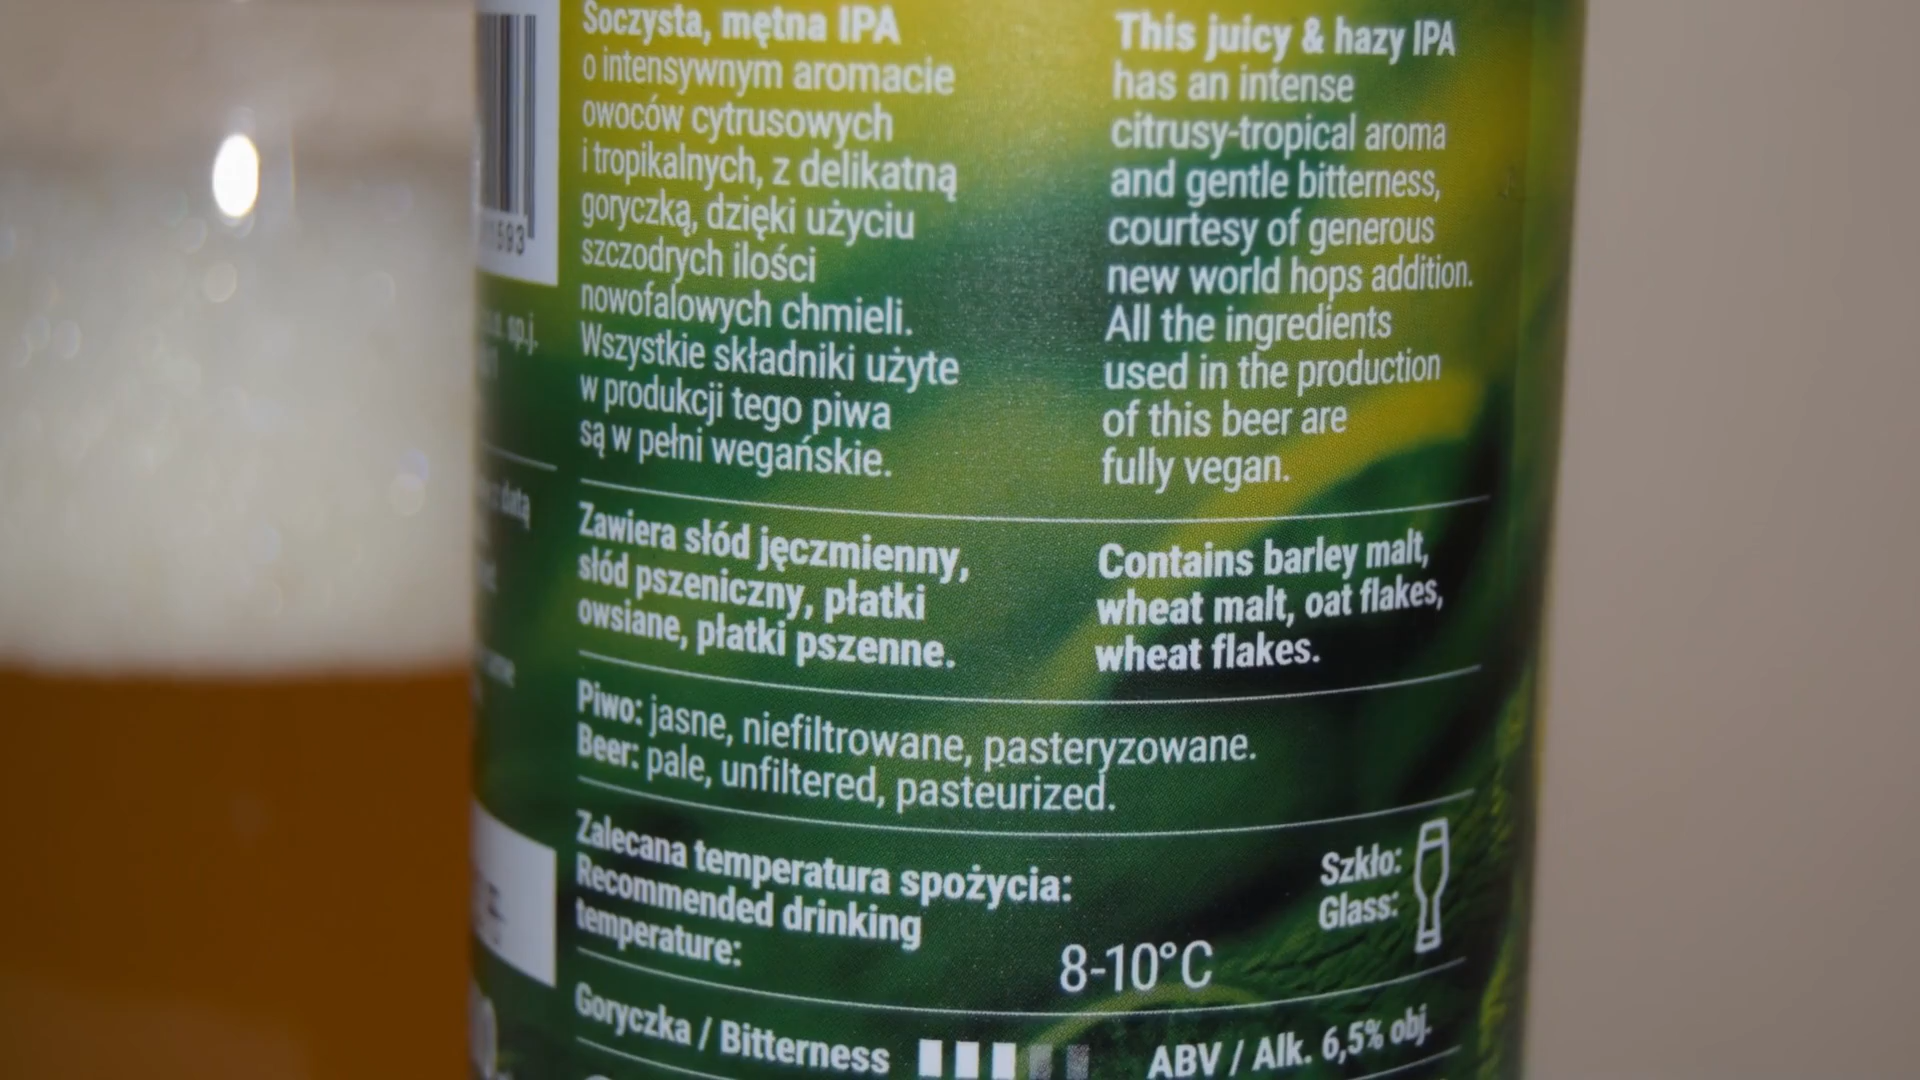 593
sp.j.
datą
Soczysta, mętna IPA
o intensywnym aromacie
owoców cytrusowych
i tropikalnych, z delikatną
goryczką, dzięki użyciu
szczodrych ilości
nowofalowych chmieli.
Wszystkie składniki użyte
w produkcji tego piwa
są w pełni wegańskie.
This juicy & hazy IPA
has an intense
citrusy-tropical aroma
and gentle bitterness,
courtesy of generous
new world hops addition.
All the ingredients
used in the production
of this beer are
fully vegan.
Zawiera słód jęczmienny,
słód pszeniczny, płatki
owsiane, płatki pszenne.
Contains barley malt,
wheat malt, oat flakes,
wheat flakes.
Piwo: jasne, niefiltrowane, pasteryzowane.
Beer: pale, unfiltered, pasteurized.
Zalecana temperatura spożycia:
Recommended drinking
temperature:
8-10°C
Szkło:
Glass:
Goryczka / Bitterness
ABV / Alk. 6,5% obj.